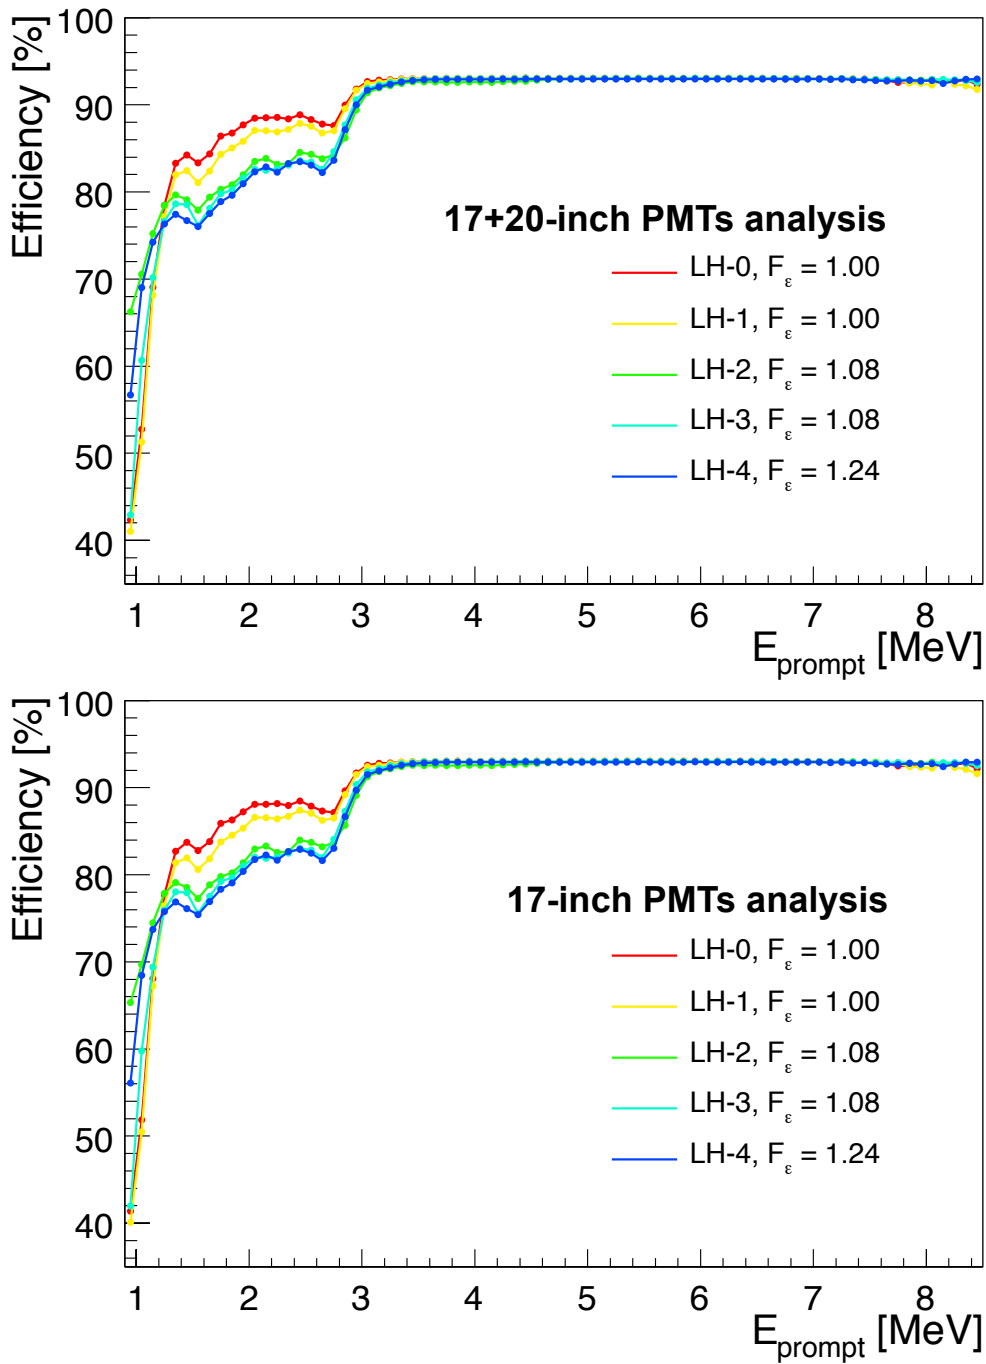 Efficiency [%]
100
90
80
70
60
50
40
17+20-inch PMTs analysis
LH-0, Fε = 1.00
LH-1, Fε = 1.00
LH-2, Fε = 1.08
LH-3, Fε = 1.08
LH-4, Fε = 1.24
1 2 3 4 5 6 7 8
Eprompt [MeV]
Efficiency [%]
100
90
80
70
60
50
40
17-inch PMTs analysis
LH-0, Fε = 1.00
LH-1, Fε = 1.00
LH-2, Fε = 1.08
LH-3, Fε = 1.08
LH-4, Fε = 1.24
1 2 3 4 5 6 7 8
Eprompt [MeV]